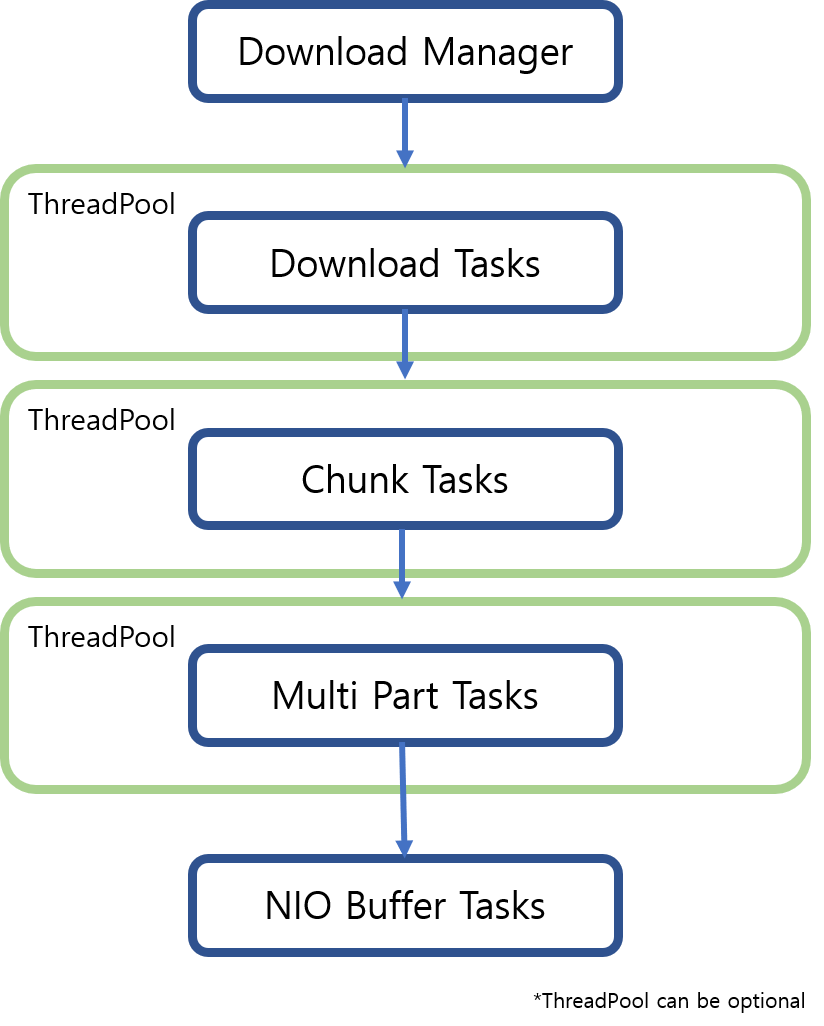 Download Manager
ThreadPool
Download Tasks
ThreadPool
Chunk Tasks
ThreadPool
Multi Part Tasks
NIO Buffer Tasks
*ThreadPool can be optional